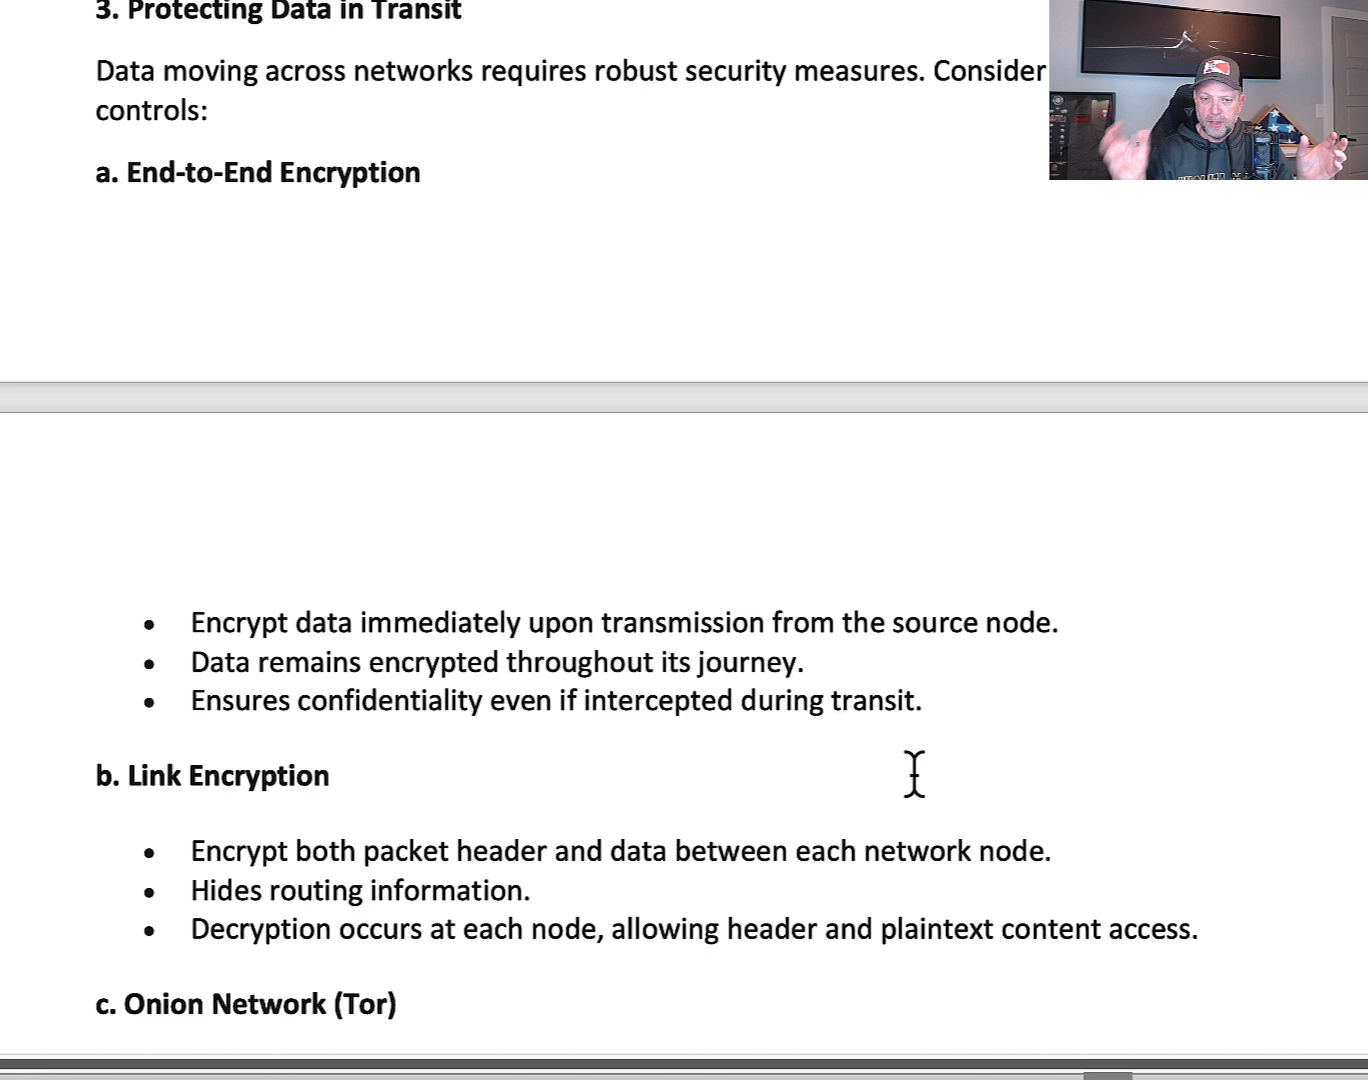 3. Protecting Data in Transit
Data moving across networks requires robust security measures. Consider
controls:
a. End-to-End Encryption
• Encrypt data immediately upon transmission from the source node.
• Data remains encrypted throughout its journey.
• Ensures confidentiality even if intercepted during transit.
b. Link Encryption
• Encrypt both packet header and data between each network node.
• Hides routing information.
• Decryption occurs at each node, allowing header and plaintext content access.
c. Onion Network (Tor)